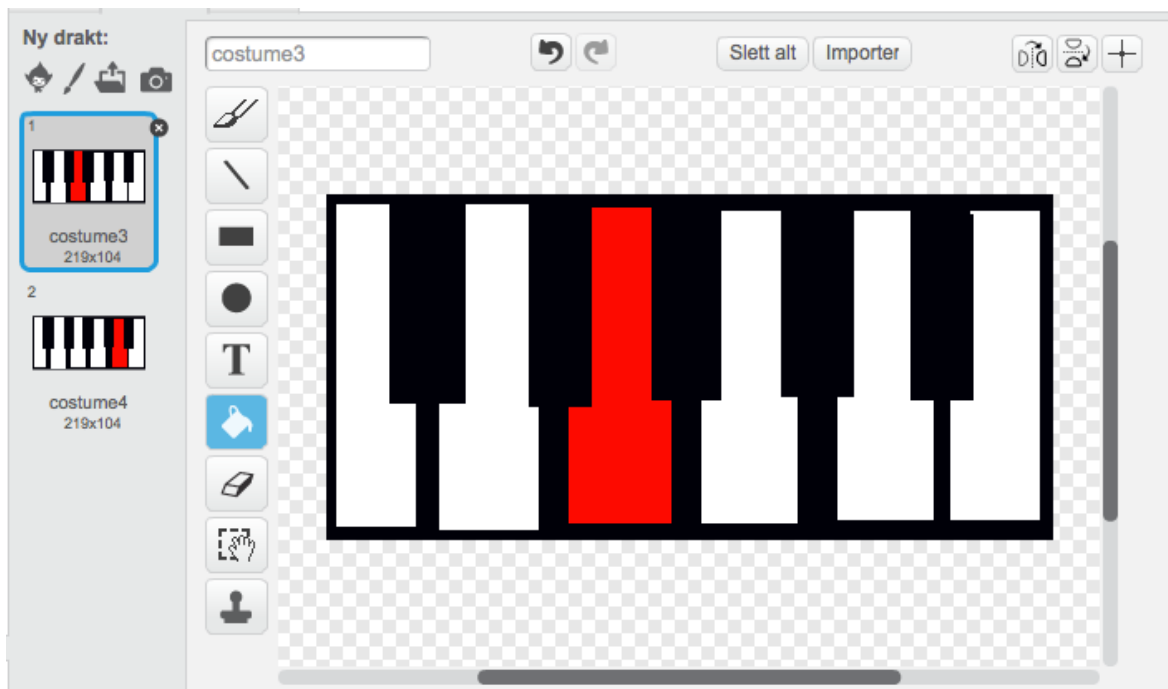 Ny drakt:
costume3
Slett alt
Importer
1
costume3
219x104
2
costume4
219x104
T